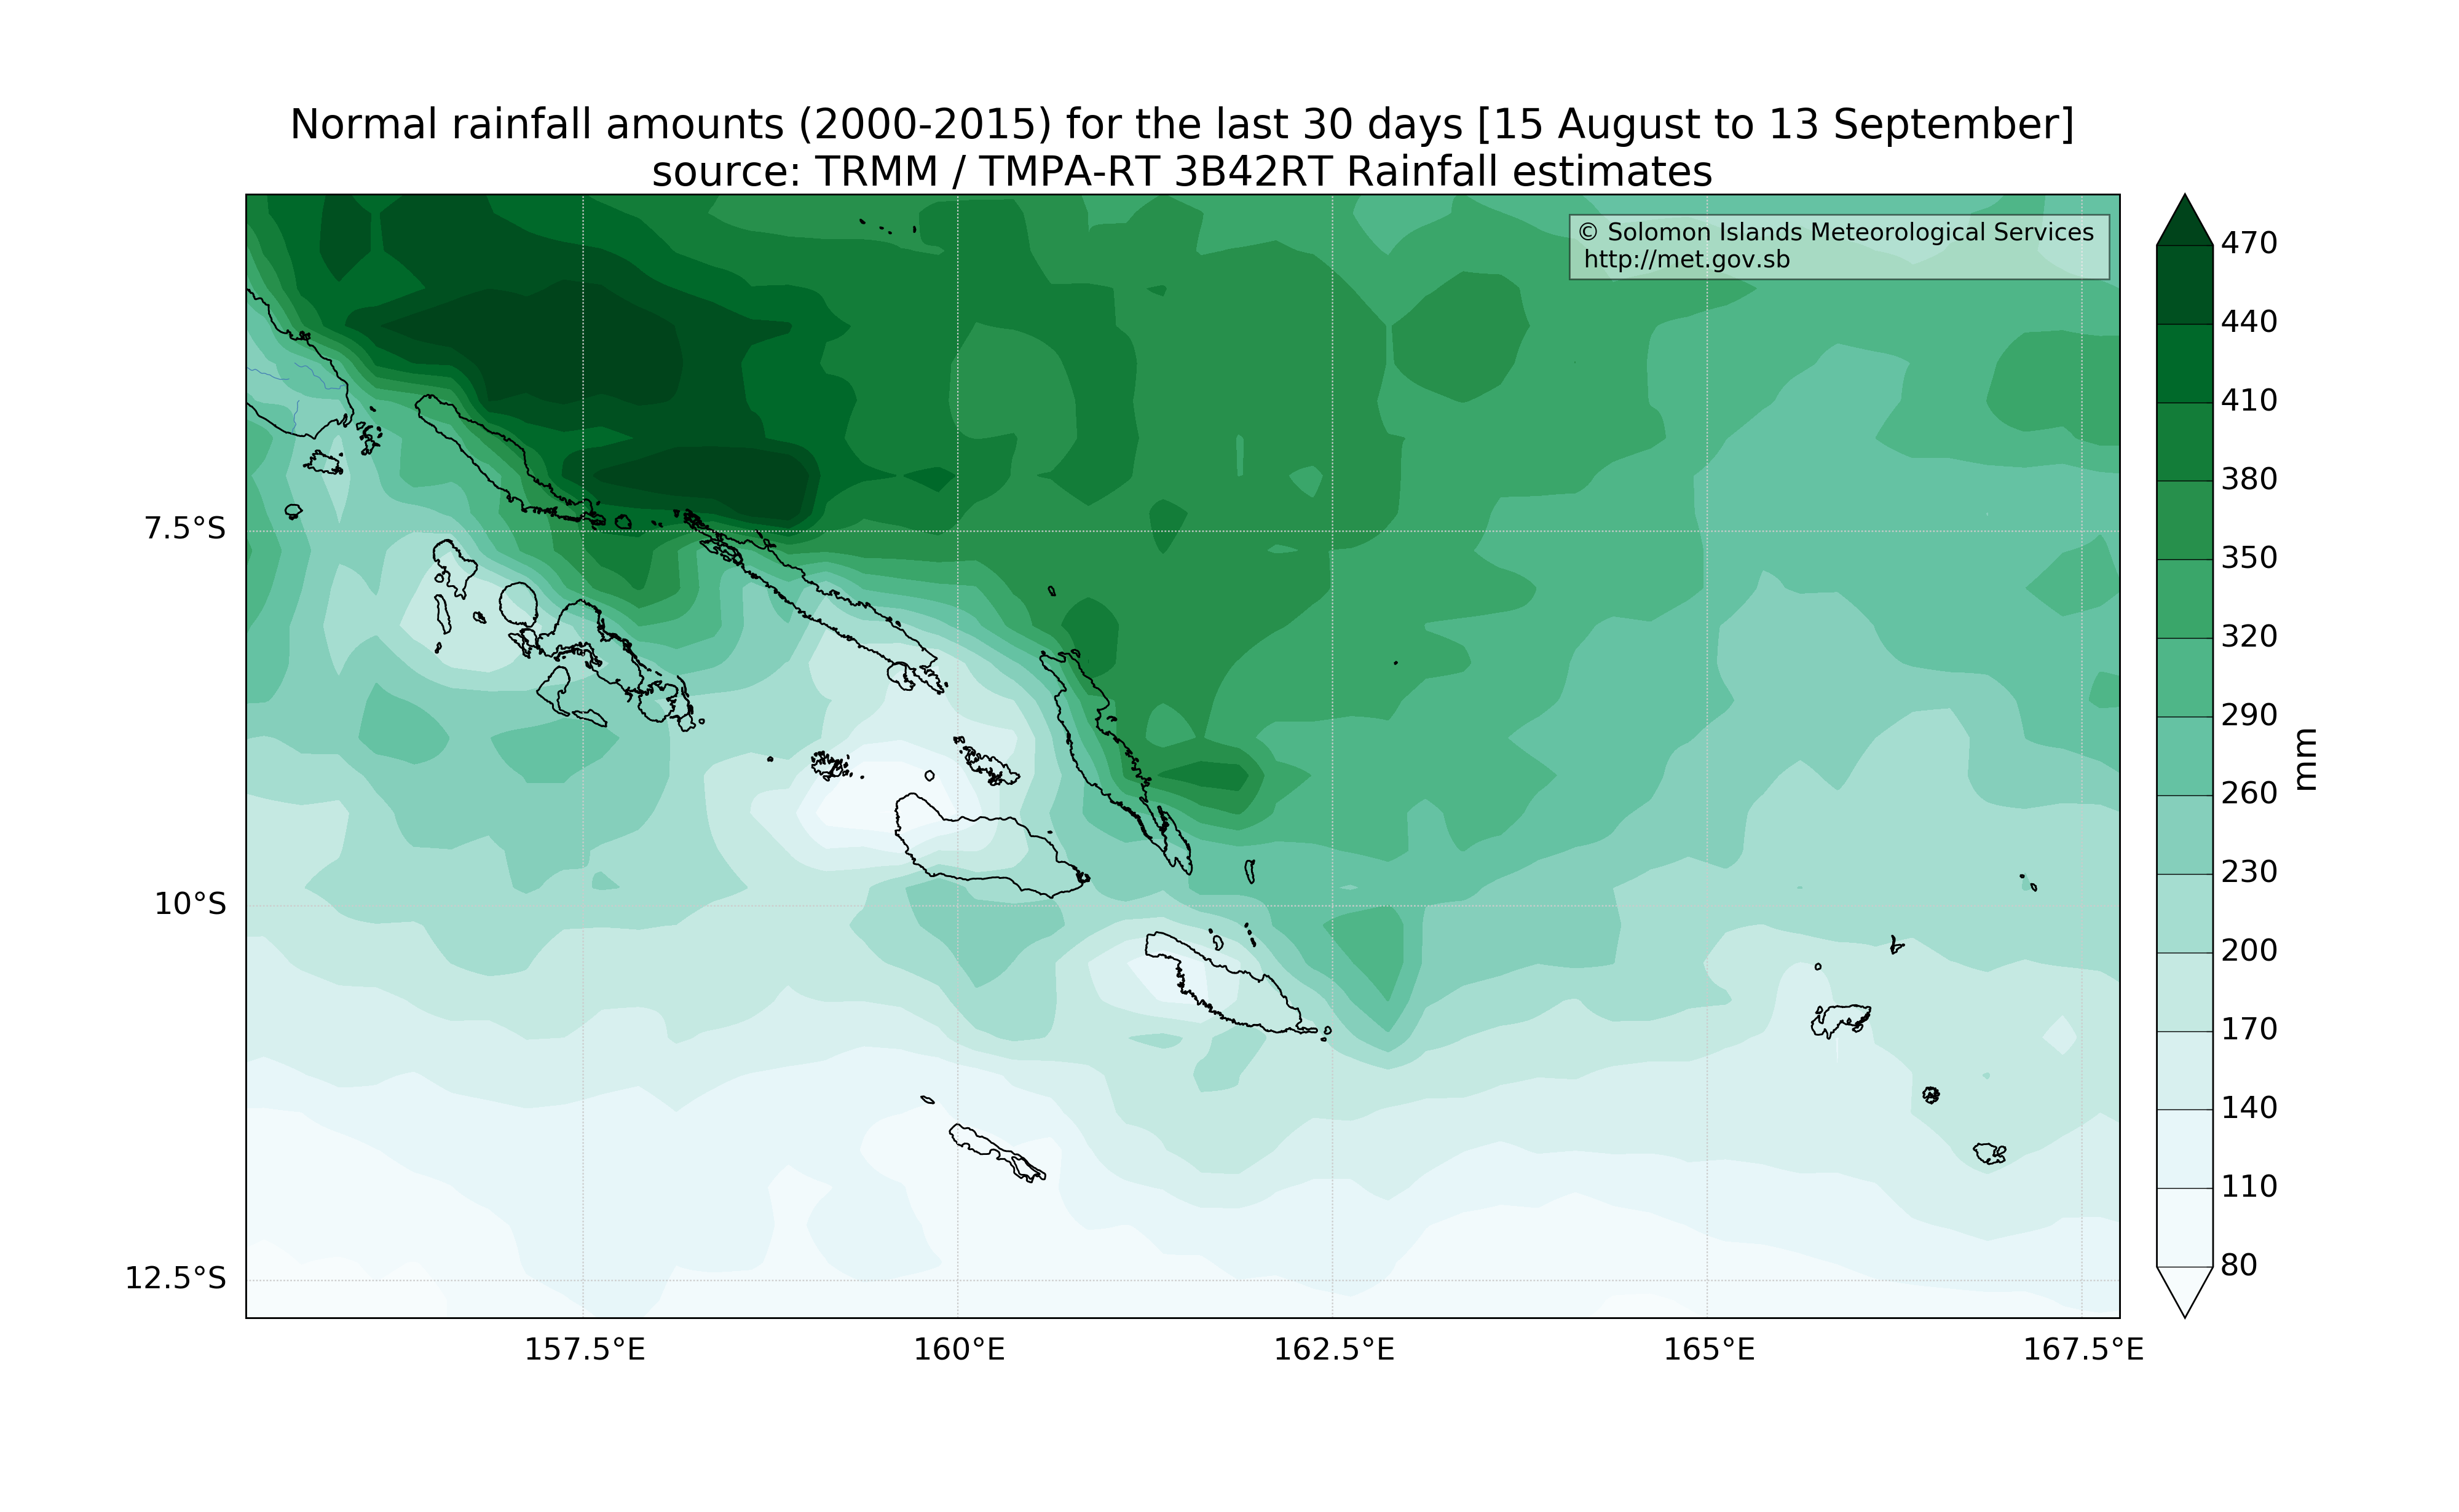 Normal rainfall amounts (2000-2015) for the last 30 days [15 August to 13 September]
source: TRMM / TMPA-RT 3B42RT Rainfall estimates
© Solomon Islands Meteorological Services
http://met.gov.sb
7.5°S
10°S
12.5°S
157.5°E
160°E
162.5°E
165°E
167.5°E
470
440
410
380
350
320
290
260
230
200
170
140
110
80
mm